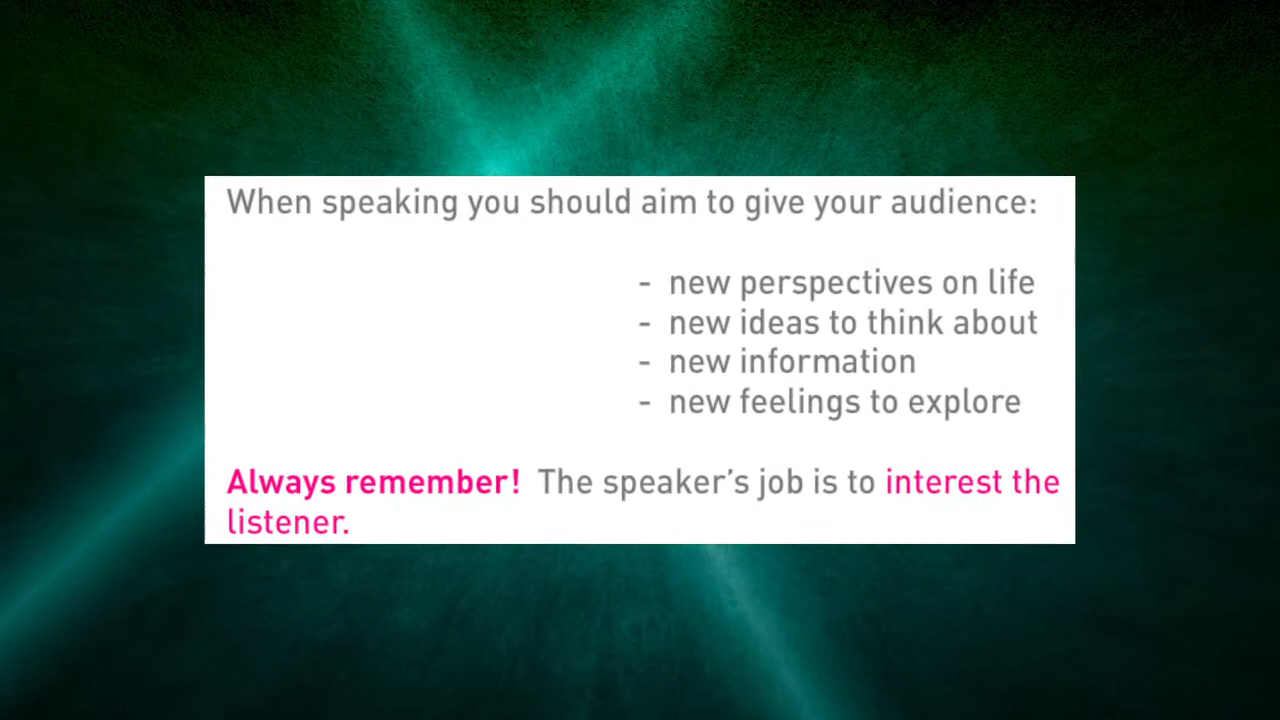 When speaking you should aim to give your audience:
- new perspectives on life
- new ideas to think about
- new information
- new feelings to explore
Always remember! The speaker’s job is to interest the
listener.